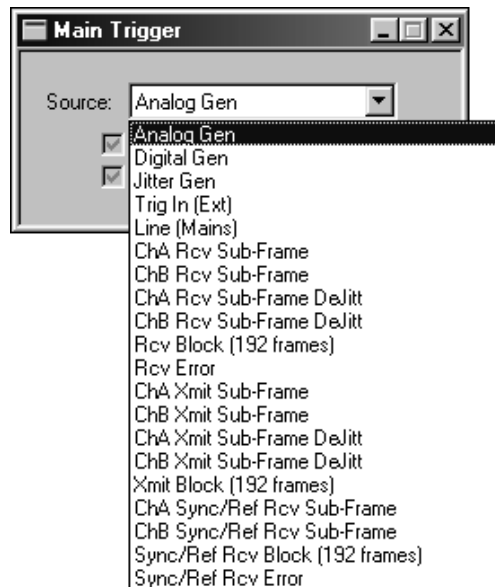 Main Trigger
Source: Analog Gen
Analog Gen
Digital Gen
Jitter Gen
Trig In (Ext)
Line (Mains)
ChA Rcv Sub-Frame
ChB Rcv Sub-Frame
ChA Rcv Sub-Frame DeJitt
ChB Rcv Sub-Frame DeJitt
Rcv Block (192 frames)
Rcv Error
ChA Xmit Sub-Frame
ChB Xmit Sub-Frame
ChA Xmit Sub-Frame DeJitt
ChB Xmit Sub-Frame DeJitt
Xmit Block (192 frames)
ChA Sync/Ref Rcv Sub-Frame
ChB Sync/Ref Rcv Sub-Frame
Sync/Ref Rcv Block (192 frames)
Sync/Ref Rcv Error